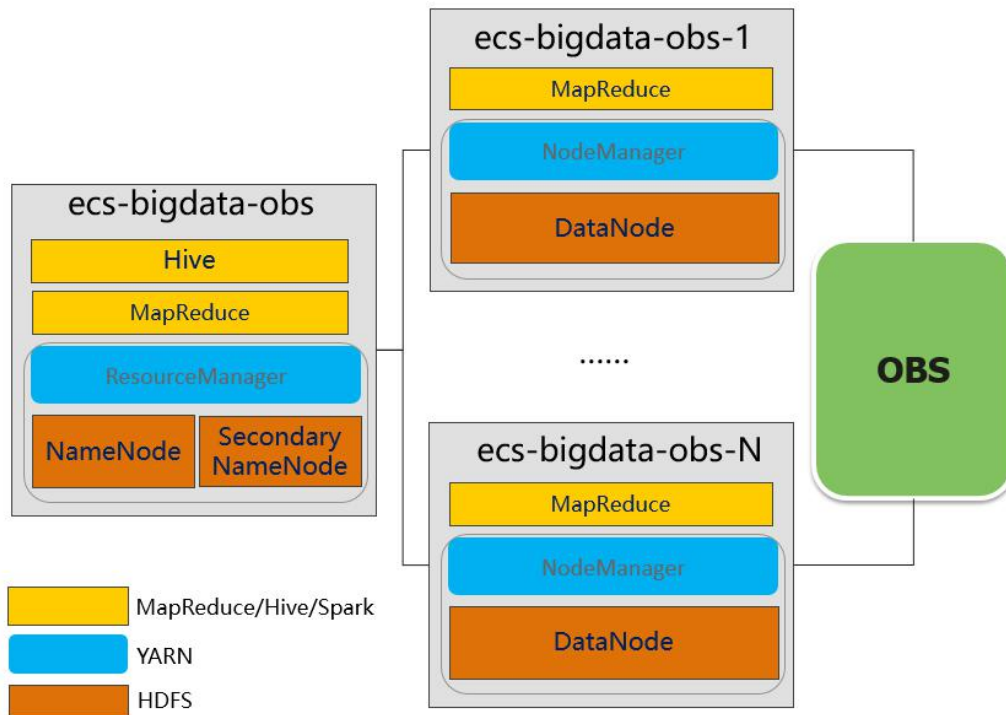 ecs-bigdata-obs
Hive
MapReduce
ResourceManager
NameNode
Secondary
NameNode
ecs-bigdata-obs-1
MapReduce
NodeManager
DataNode
......
ecs-bigdata-obs-N
MapReduce
NodeManager
DataNode
OBS
MapReduce/Hive/Spark
YARN
HDFS